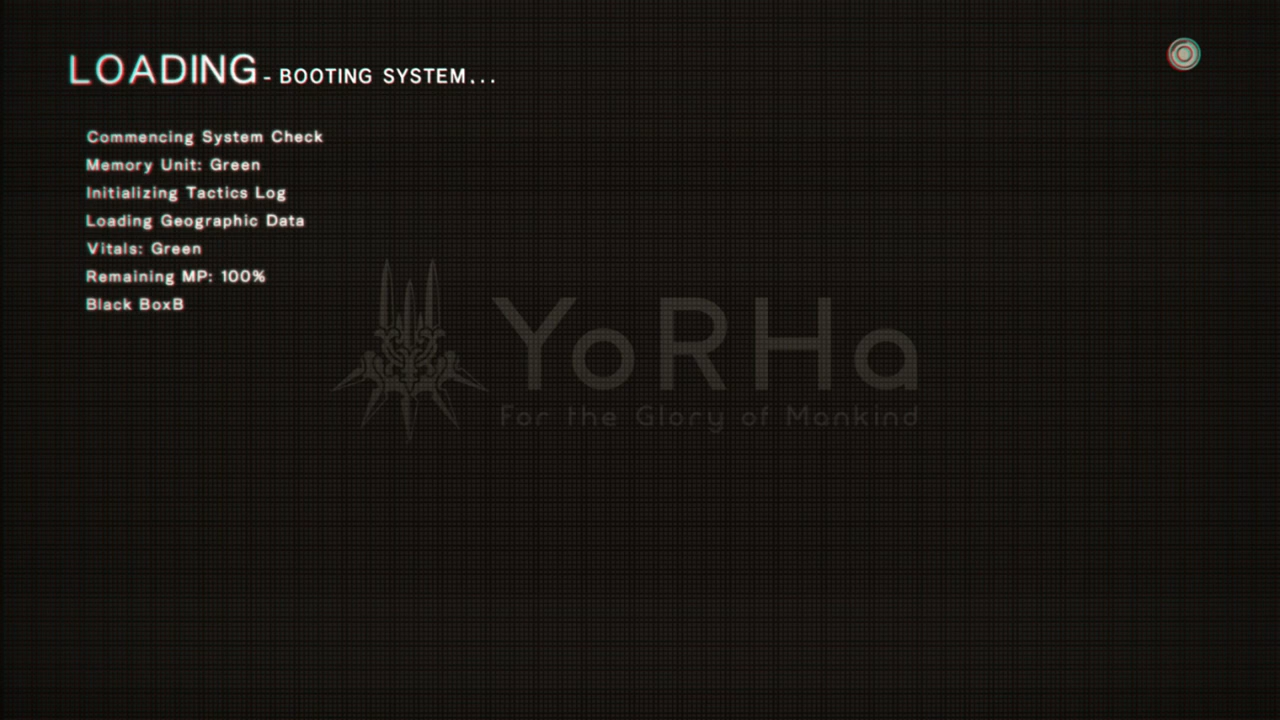 LOADING - BOOTING SYSTEM...
Commencing System Check
Memory Unit: Green
Initializing Tactics Log
Loading Geographic Data
Vitals: Green
Remaining MP: 100%
Black BoxB
YoRHa
For the Glory of Mankind